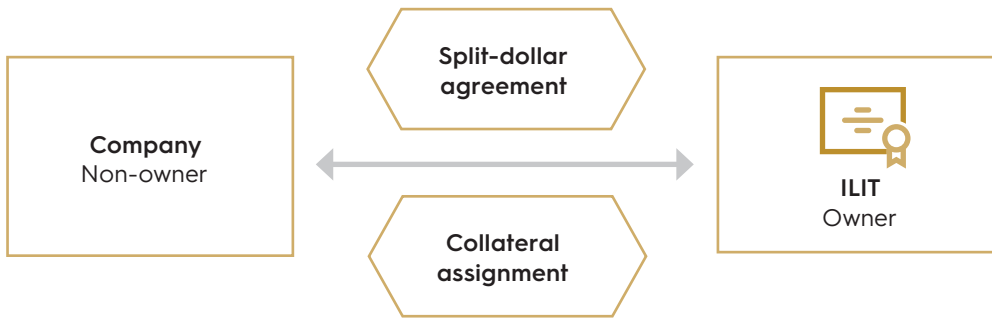 Company
Non-owner
Split-dollar
agreement
Collateral
assignment
ILIT
Owner